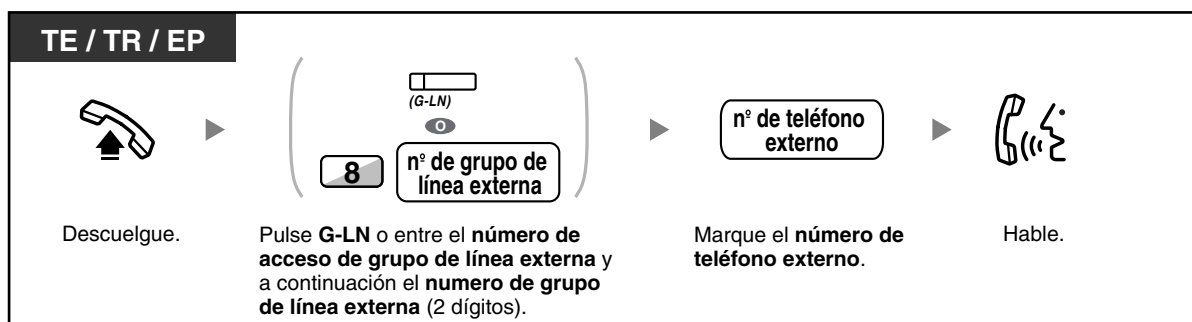 TE / TR / EP
(G-LN)
O
8
nº de grupo de
línea externa
nº de teléfono
externo
Descuelgue.
Pulse G-LN o entre el número de
acceso de grupo de línea externa y
a continuación el numero de grupo
de línea externa (2 dígitos).
Marque el número de
teléfono externo.
Hable.